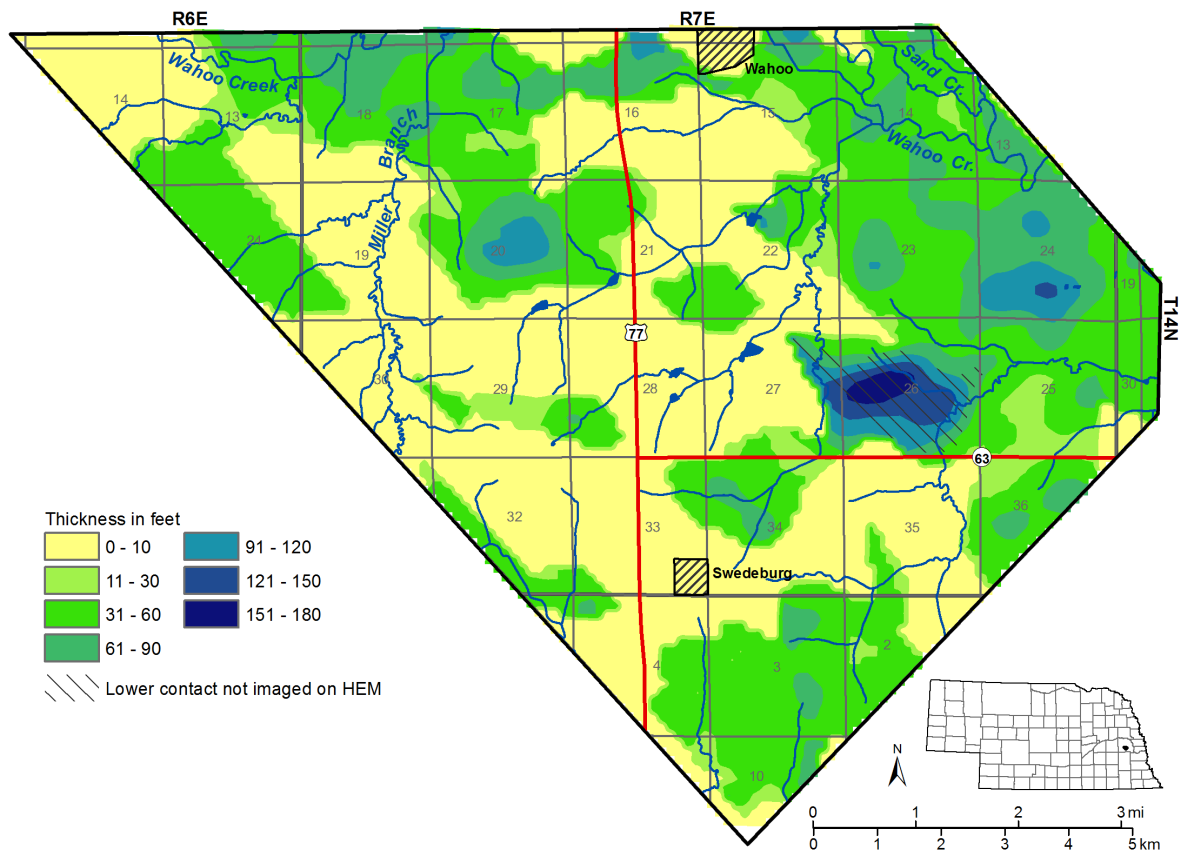 R6E
R7E
Wahoo
Sand Cr.
Wahoo Creek
14
13
18
17
16
15
14
13
Miller Branch
Wahoo Cr.
24
19
20
21
22
23
24
19
T14N
77
30
29
28
27
26
25
30
63
32
33
34
35
36
Swedeburg
4
3
2
10
Thickness in feet
0 - 10
91 - 120
11 - 30
121 - 150
31 - 60
151 - 180
61 - 90
Lower contact not imaged on HEM
N
0 1 2 3 mi
0 1 2 3 4 5 km